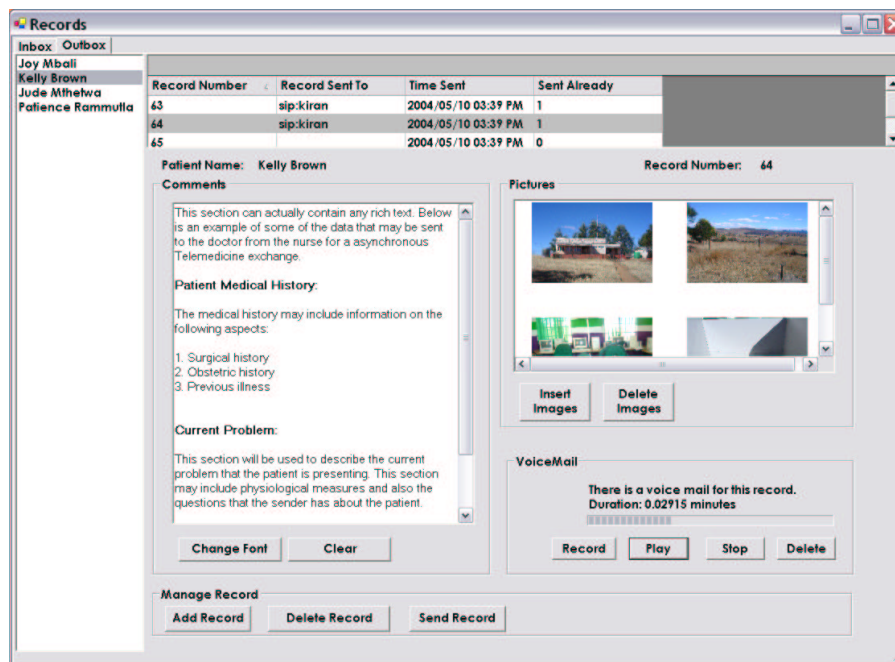 Records
Inbox Outbox
Joy Mbali
Kelly Brown
Jude Mthetwa
Patience Rammutla
Record Number Record Sent To Time Sent Sent Already
63 sip:kiran 2004/05/10 03:39 PM 1
64 sip:kiran 2004/05/10 03:39 PM 1
65 2004/05/10 03:39 PM 0
Patient Name: Kelly Brown Record Number: 64
Comments
This section can actually contain any rich text. Below
is an example of some of the data that may be sent
to the doctor from the nurse for a asynchronous
Telemedicine exchange.
Patient Medical History:
The medical history may include information on the
following aspects:
1. Surgical history
2. Obstetric history
3. Previous illness
Current Problem:
This section will be used to describe the current
problem that the patient is presenting. This section
may include physiological measures and also the
questions that the sender has about the patient.
Change Font Clear
Pictures
Insert
Images
Delete
Images
VoiceMail
There is a voice mail for this record.
Duration: 0.02915 minutes
Record Play Stop Delete
Manage Record
Add Record Delete Record Send Record